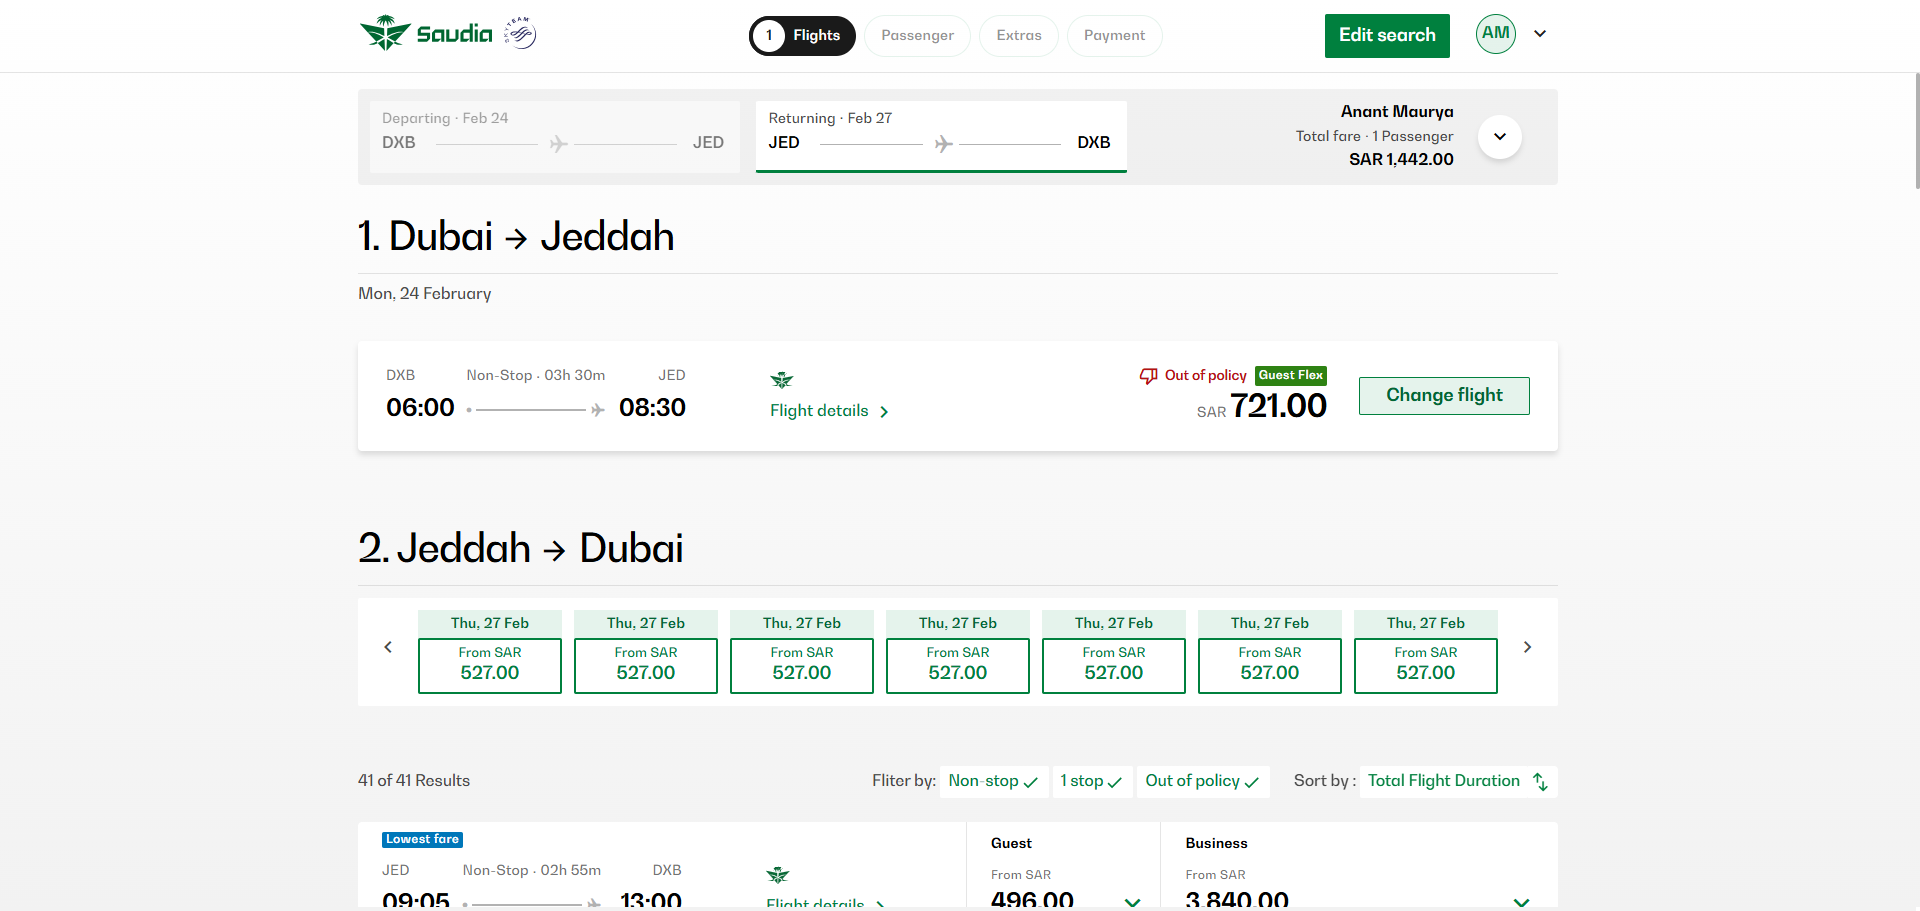 Saudia
SKYTEAM
1 Flights
Passenger
Extras
Payment
Edit search
AM
Departing · Feb 24
DXB JED
Returning · Feb 27
JED DXB
Anant Maurya
Total fare · 1 Passenger
SAR 1,442.00
1. Dubai → Jeddah
Mon, 24 February
DXB Non-Stop · 03h 30m JED
06:00 08:30
Flight details
Out of policy Guest Flex
SAR 721.00
Change flight
2. Jeddah → Dubai
Thu, 27 Feb Thu, 27 Feb Thu, 27 Feb Thu, 27 Feb Thu, 27 Feb Thu, 27 Feb Thu, 27 Feb
From SAR From SAR From SAR From SAR From SAR From SAR From SAR
527.00 527.00 527.00 527.00 527.00 527.00 527.00
41 of 41 Results
Fliter by: Non-stop 1 stop Out of policy Sort by : Total Flight Duration
Lowest fare
JED Non-Stop · 02h 55m DXB
09:05 13:00
Flight details
Guest
From SAR
496.00
Business
From SAR
3,840.00